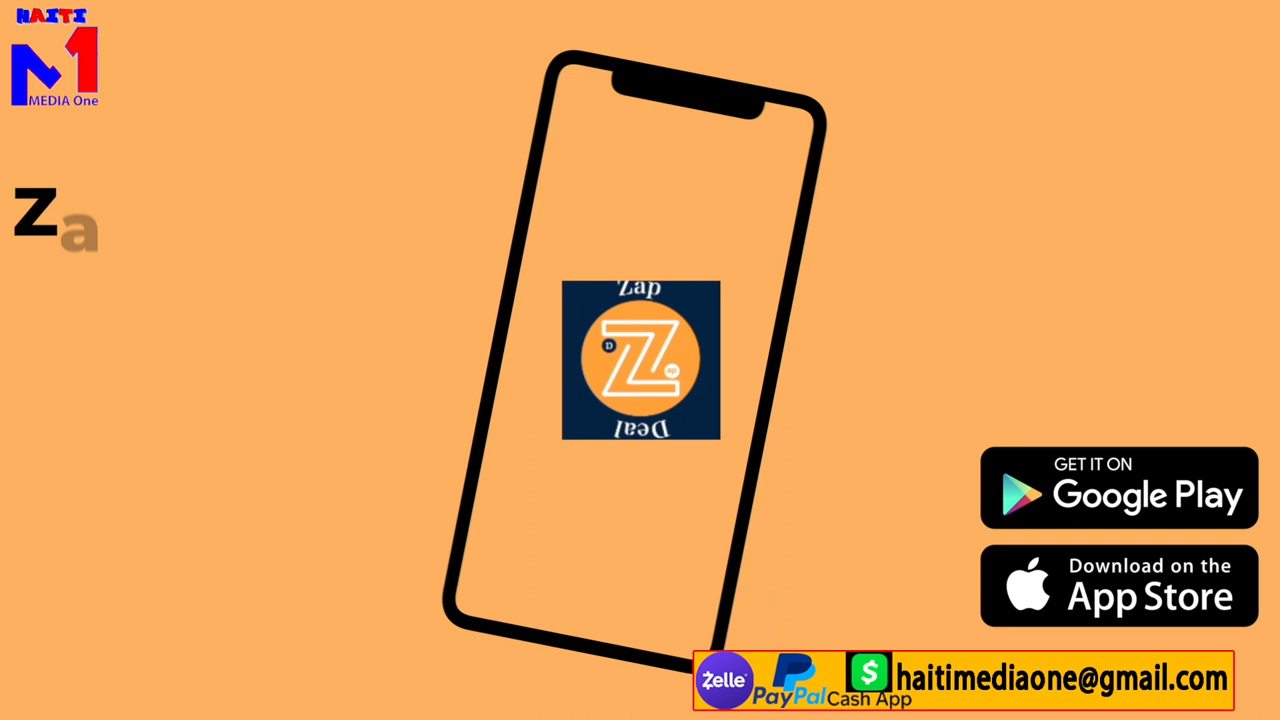 HAITI
M1
MEDIA One
Za
Zap
Z
D
ap
Deal
GET IT ON
Google Play
Download on the
App Store
Zelle
PayPal
$
Cash App
haitimediaone@gmail.com